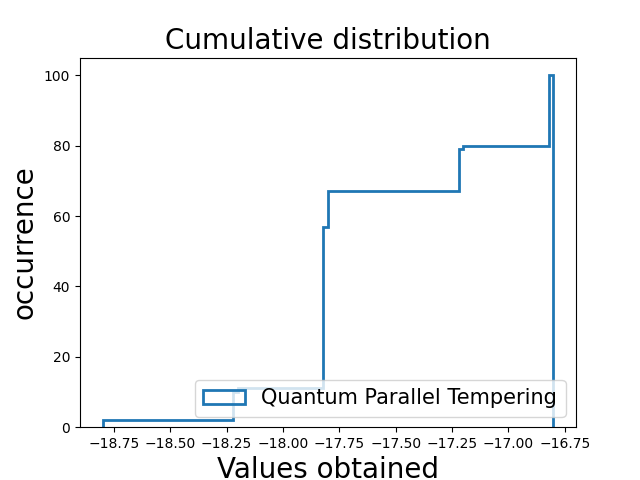 Cumulative distribution
100
80
60
40
20
0
occurrence
Quantum Parallel Tempering
−18.75 −18.50 −18.25 −18.00 −17.75 −17.50 −17.25 −17.00 −16.75
Values obtained